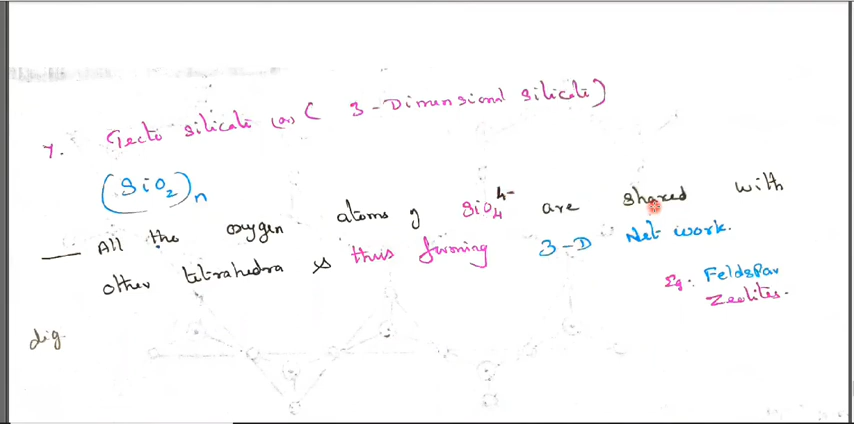 7. Tecto silicate (or) ( 3-Dimensional silicate)
(SiO2)n
— All the oxygen atoms of SiO4 4- are shared with
other tetrahedra & thus forming 3-D Net work.
Eg: Feldspar
Zeolites.
dig.